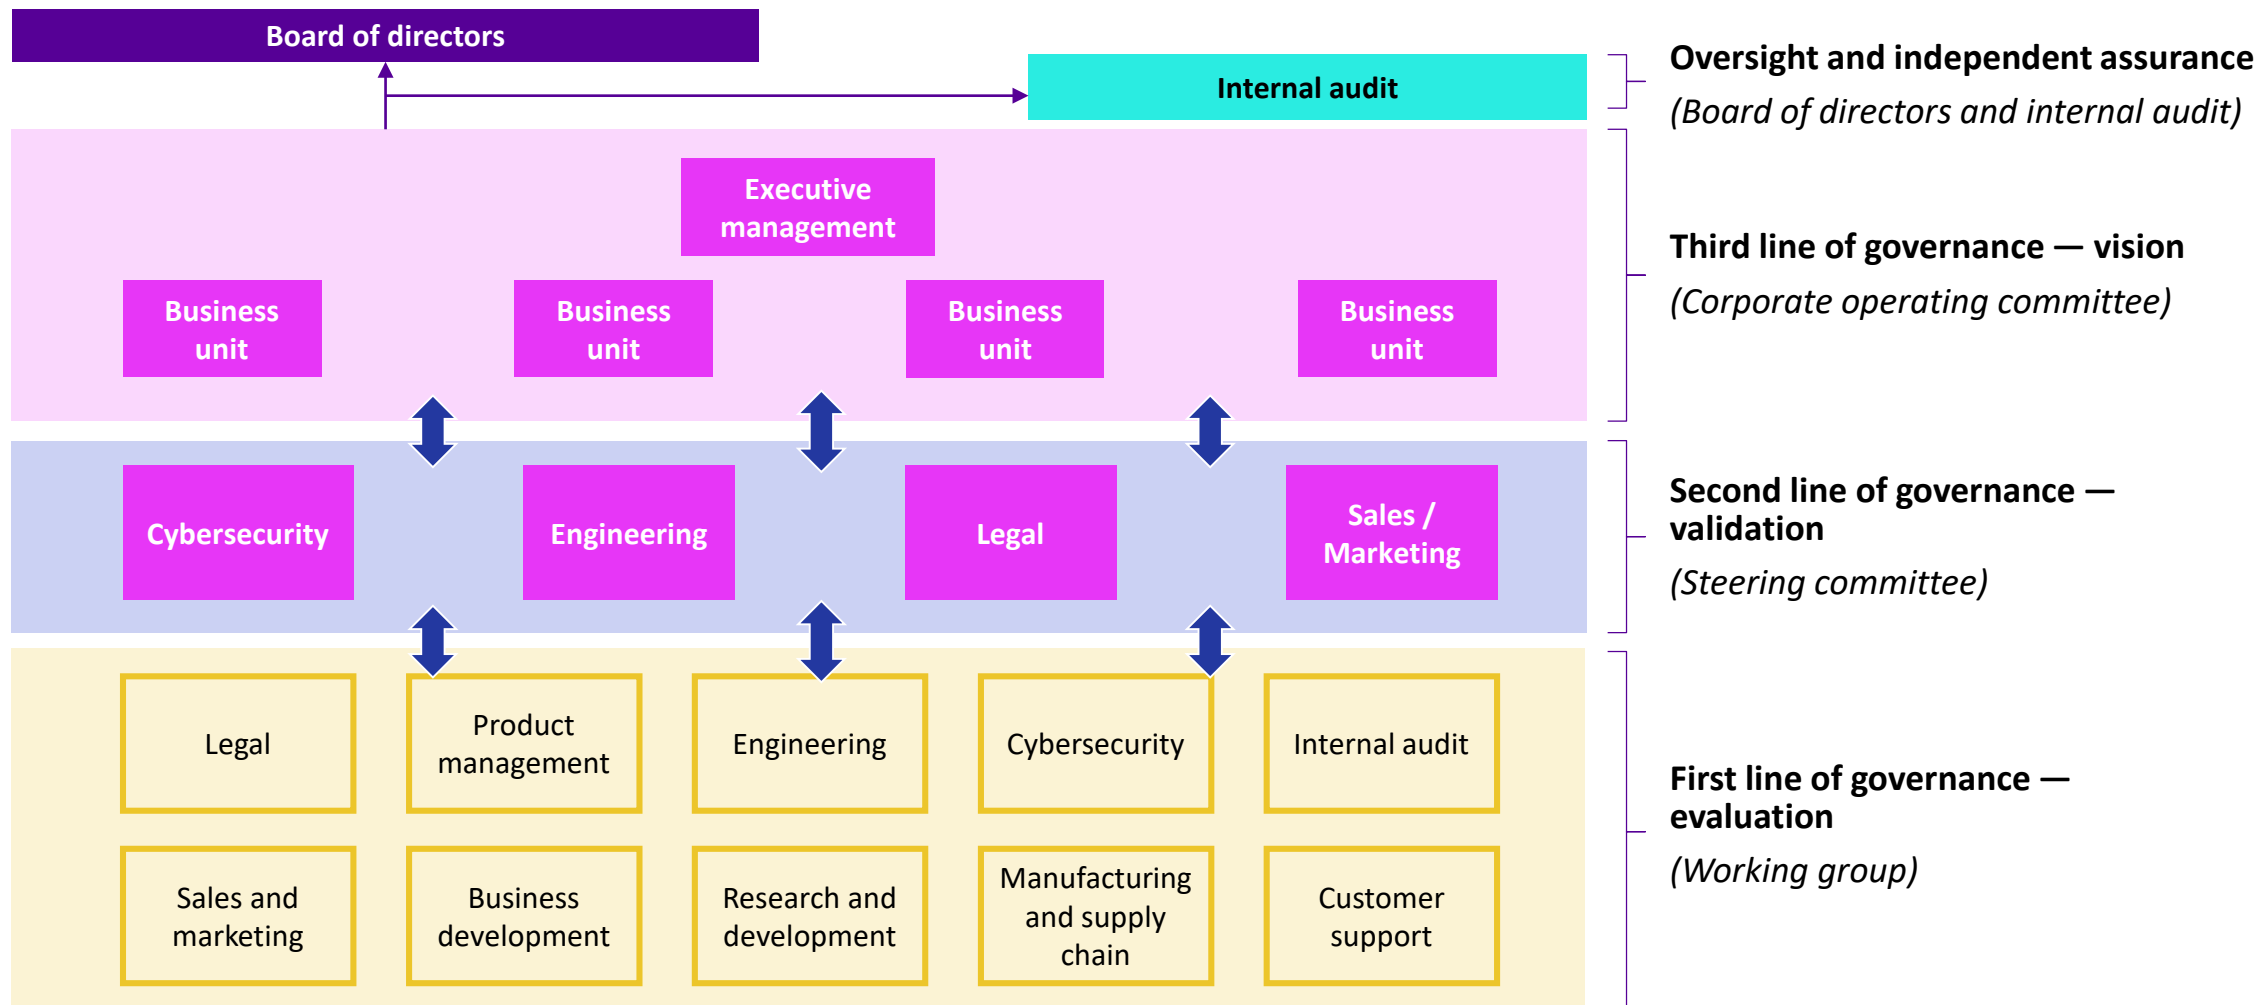 Board of directors
Internal audit
Oversight and independent assurance
(Board of directors and internal audit)
Executive
management
Business
unit
Business
unit
Business
unit
Business
unit
Third line of governance — vision
(Corporate operating committee)
Cybersecurity
Engineering
Legal
Sales /
Marketing
Second line of governance —
validation
(Steering committee)
Legal
Product
management
Engineering
Cybersecurity
Internal audit
Sales and
marketing
Business
development
Research and
development
Manufacturing
and supply
chain
Customer
support
First line of governance —
evaluation
(Working group)